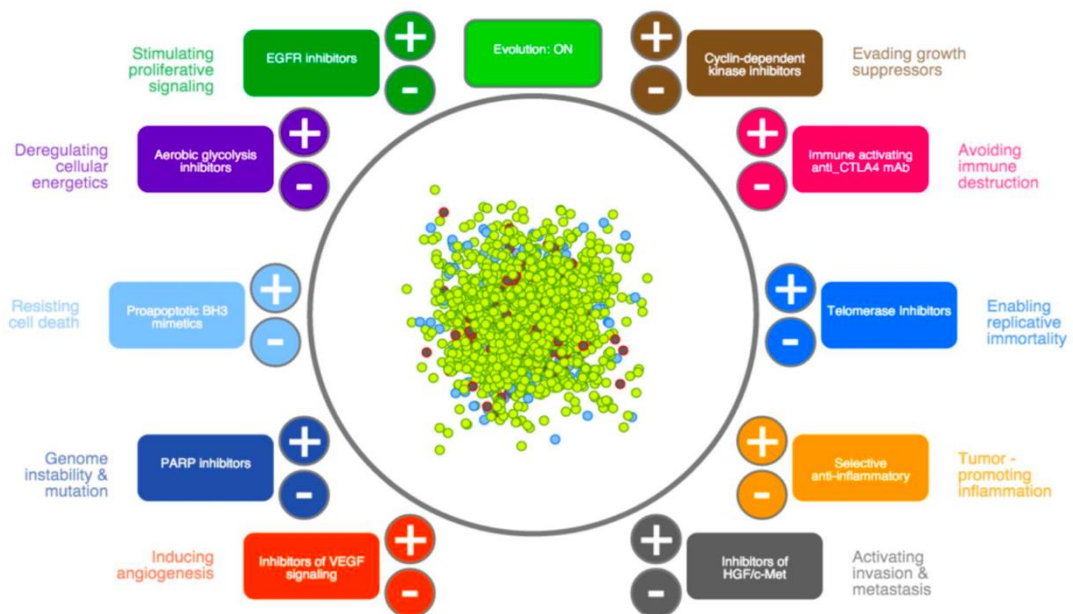 Stimulating
proliferative
signaling
EGFR inhibitors
+
-
Evolution: ON
+
-
Cyclin-dependent
kinase inhibitors
Evading growth
suppressors
Deregulating
cellular
energetics
Aerobic glycolysis
inhibitors
+
-
+
-
Immune activating
anti_CTLA4 mAb
Avoiding
immune
destruction
Resisting
cell death
Proapoptotic BH3
mimetics
+
-
+
-
Telomerase Inhibitors
Enabling
replicative
immortality
Genome
instability &
mutation
PARP inhibitors
+
-
+
-
Selective
anti-inflammatory
Tumor -
promoting
inflammation
Inducing
angiogenesis
Inhibitors of VEGF
signaling
+
-
+
-
Inhibitors of
HGF/c-Met
Activating
invasion &
metastasis